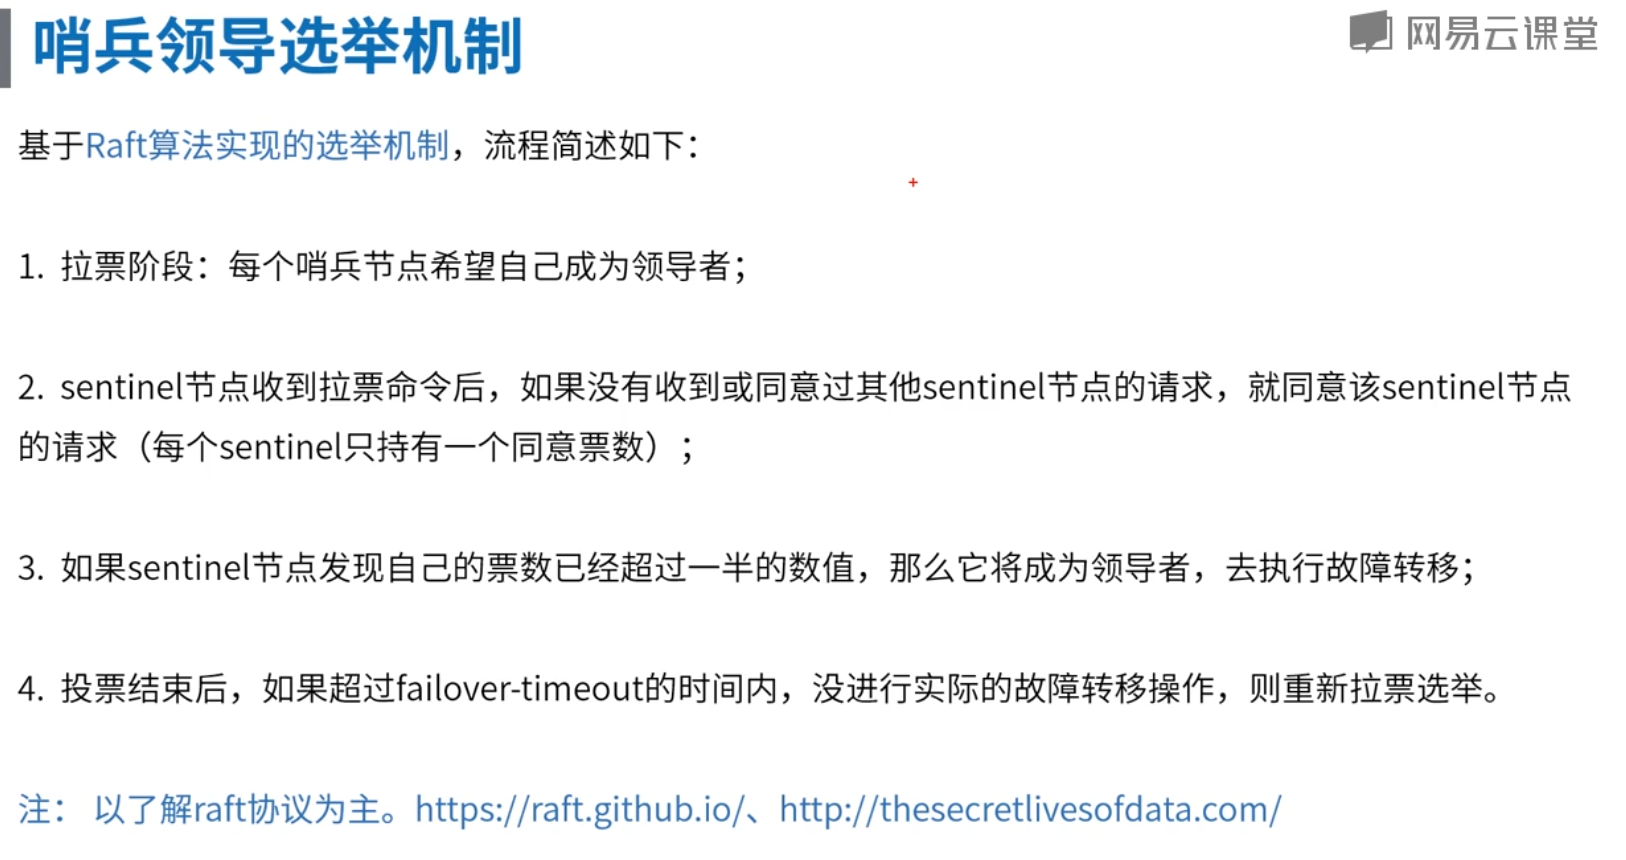 哨兵领导选举机制
网易云课堂
基于Raft算法实现的选举机制，流程简述如下：
1. 拉票阶段：每个哨兵节点希望自己成为领导者；
2. sentinel节点收到拉票命令后，如果没有收到或同意过其他sentinel节点的请求，就同意该sentinel节点
的请求（每个sentinel只持有一个同意票数）；
3. 如果sentinel节点发现自己的票数已经超过一半的数值，那么它将成为领导者，去执行故障转移；
4. 投票结束后，如果超过failover-timeout的时间内，没进行实际的故障转移操作，则重新拉票选举。
注： 以了解raft协议为主。https://raft.github.io/、http://thesecretlivesofdata.com/